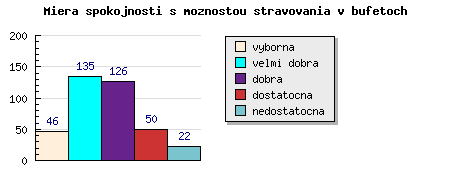 Miera spokojnosti s moznostou stravovania v bufetoch
200
150
100
50
0
46
135
126
50
22
vyborna
velmi dobra
dobra
dostatocna
nedostatocna